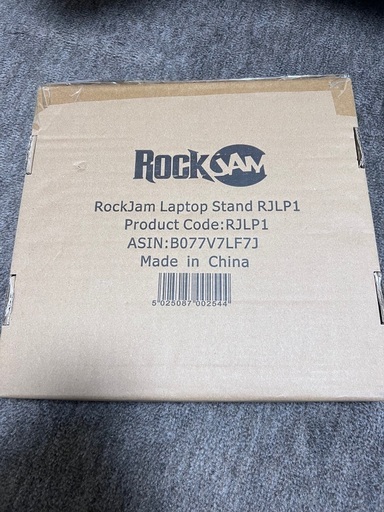 ROCKJAM
RockJam Laptop Stand RJLP1
Product Code:RJLP1
ASIN:B077V7LF7J
Made in China
5 025087 002544